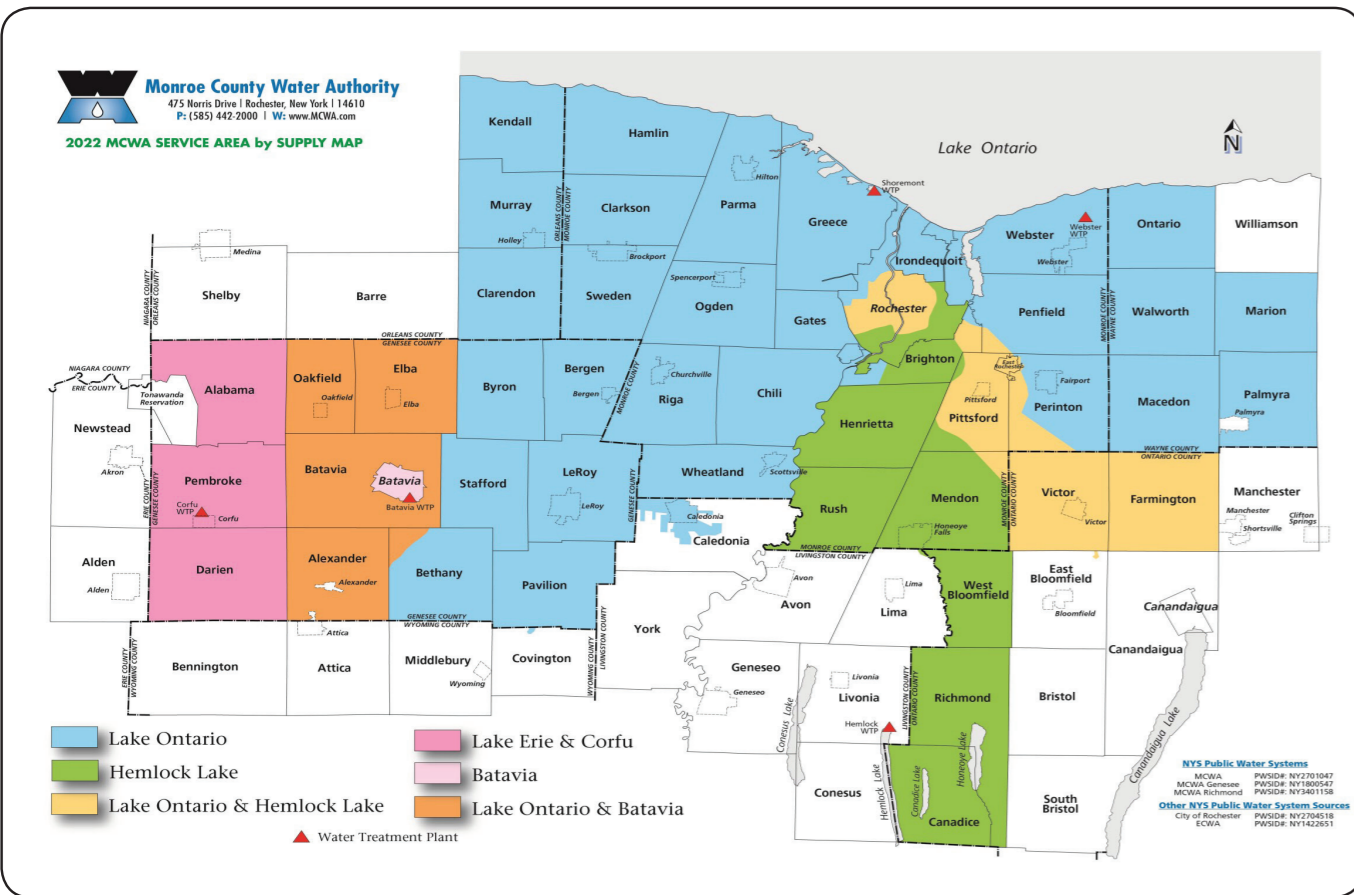 Monroe County Water Authority
475 Norris Drive | Rochester, New York | 14610
P: (585) 442-2000 | W: www.MCWA.com
2022 MCWA SERVICE AREA by SUPPLY MAP
N
Lake Ontario
Kendall
Hamlin
Hilton
Shoremont
WTP
Murray
Clarkson
Parma
Greece
Webster
Webster
WTP
Ontario
Williamson
Holley
ORLEANS COUNTY
MONROE COUNTY
Brockport
Webster
Medina
Irondequoit
Shelby
Barre
Clarendon
Sweden
Spencerport
Ogden
Gates
Rochester
Penfield
MONROE COUNTY
WAYNE COUNTY
Walworth
Marion
NIAGARA COUNTY
ORLEANS COUNTY
ORLEANS COUNTY
GENESEE COUNTY
Brighton
East
Rochester
NIAGARA COUNTY
ERIE COUNTY
Tonawanda
Reservation
Alabama
Oakfield
Oakfield
Elba
Elba
Byron
Bergen
Bergen
MONROE COUNTY
Churchville
Riga
Chili
Pittsford
Pittsford
Fairport
Perinton
Macedon
Palmyra
Palmyra
Newstead
Henrietta
WAYNE COUNTY
ONTARIO COUNTY
Akron
ERIE COUNTY
GENESEE COUNTY
Pembroke
Corfu
WTP
Corfu
Batavia
Batavia
Batavia WTP
Stafford
LeRoy
LeRoy
GENESEE COUNTY
Wheatland
Scottsville
Rush
Mendon
Honeoye
Falls
MONROE COUNTY
ONTARIO COUNTY
Victor
Victor
Farmington
Manchester
Manchester
Shortsville
Clifton
Springs
Caledonia
Caledonia
MONROE COUNTY
LIVINGSTON COUNTY
Alden
Alden
Darien
Alexander
Alexander
Bethany
Pavilion
Avon
Avon
Lima
Lima
West
Bloomfield
East
Bloomfield
Bloomfield
Canandaigua
GENESEE COUNTY
WYOMING COUNTY
Attica
York
ERIE COUNTY
WYOMING COUNTY
Bennington
Attica
Middlebury
Wyoming
Covington
WYOMING COUNTY
LIVINGSTON COUNTY
Geneseo
Geneseo
Conesus Lake
Livonia
Livonia
Hemlock
WTP
LIVINGSTON COUNTY
ONTARIO COUNTY
Richmond
Honeoye Lake
Bristol
Canandaigua
Canandaigua Lake
Conesus
Hemlock Lake
Canadice Lake
Canadice
South
Bristol
Lake Ontario
Hemlock Lake
Lake Ontario & Hemlock Lake
Lake Erie & Corfu
Batavia
Lake Ontario & Batavia
Water Treatment Plant
NYS Public Water Systems
MCWA PWSID#: NY2701047
MCWA Genesee PWSID#: NY1800547
MCWA Richmond PWSID#: NY3401158
Other NYS Public Water System Sources
City of Rochester PWSID#: NY2704518
ECWA PWSID#: NY1422651